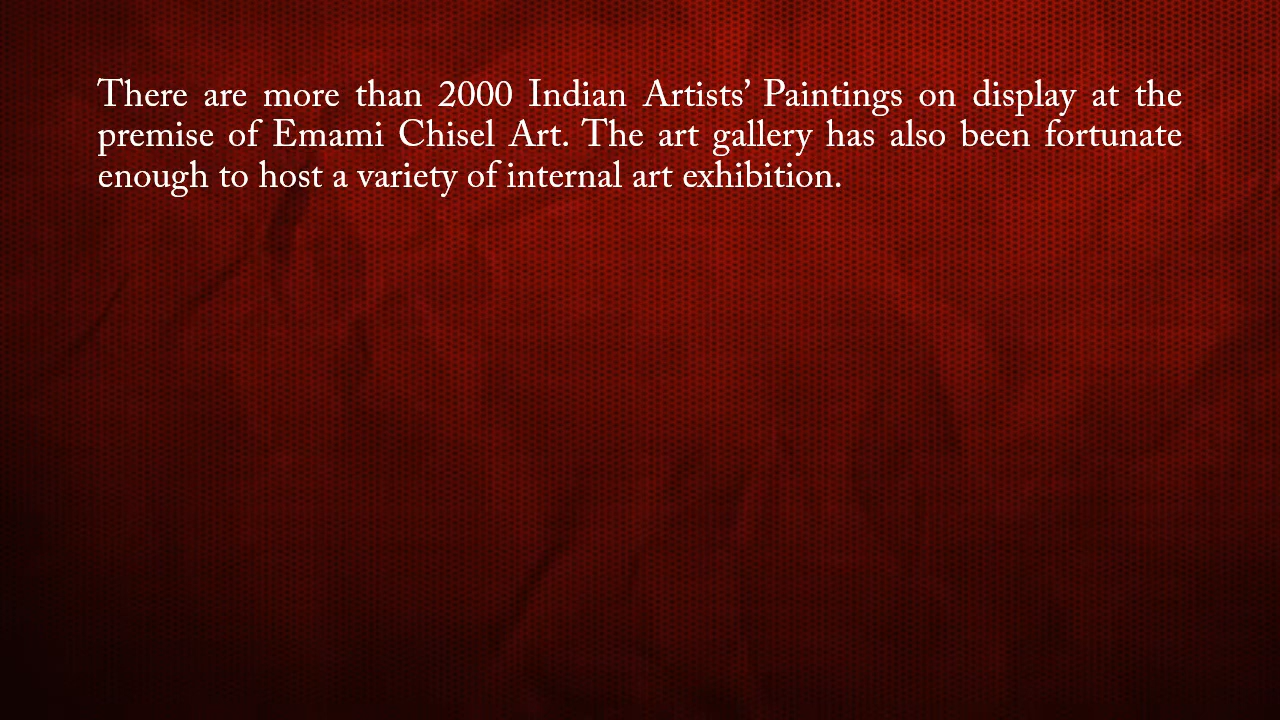 There are more than 2000 Indian Artists’ Paintings on display at the
premise of Emami Chisel Art. The art gallery has also been fortunate
enough to host a variety of internal art exhibition.